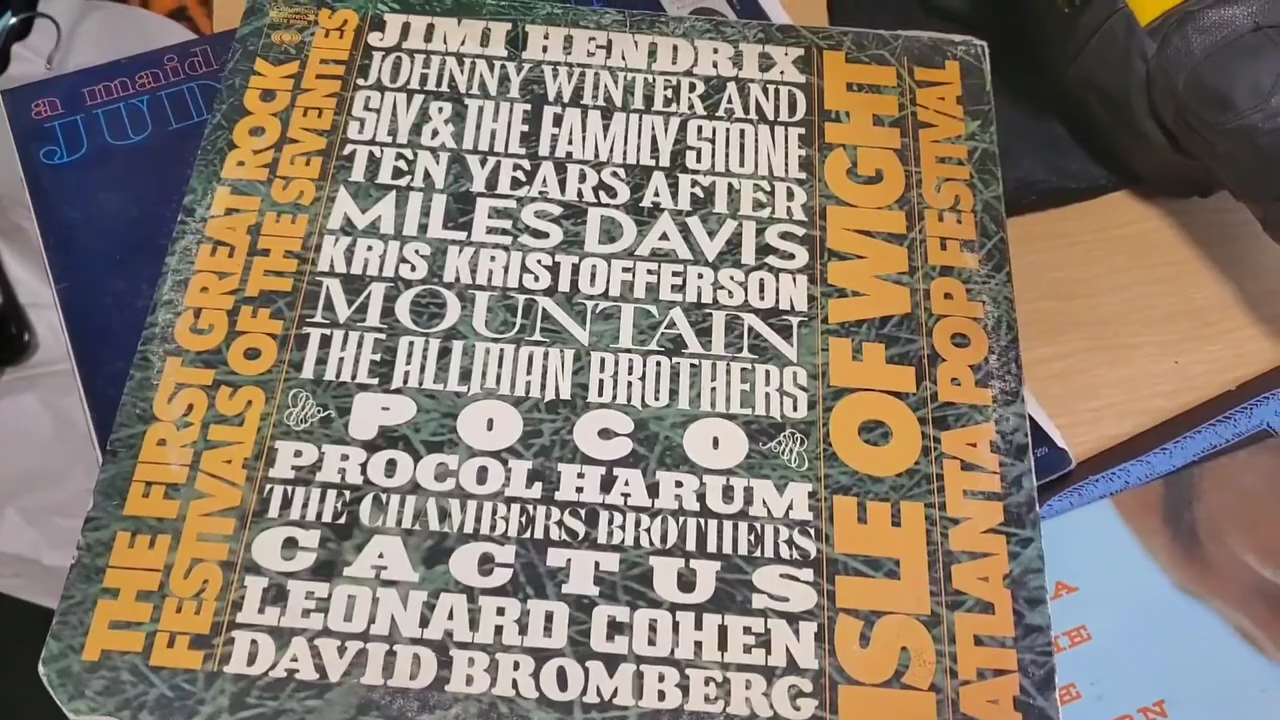 Columbia
Stereo
THE FIRST GREAT ROCK
FESTIVALS OF THE SEVENTIES
JIMI HENDRIX
JOHNNY WINTER AND
SLY & THE FAMILY STONE
TEN YEARS AFTER
MILES DAVIS
KRIS KRISTOFFERSON
MOUNTAIN
THE ALLMAN BROTHERS
POCO
PROCOL HARUM
THE CHAMBERS BROTHERS
CACTUS
LEONARD COHEN
DAVID BROMBERG
ISLE OF WIGHT
ATLANTA POP FESTIVAL
a maid